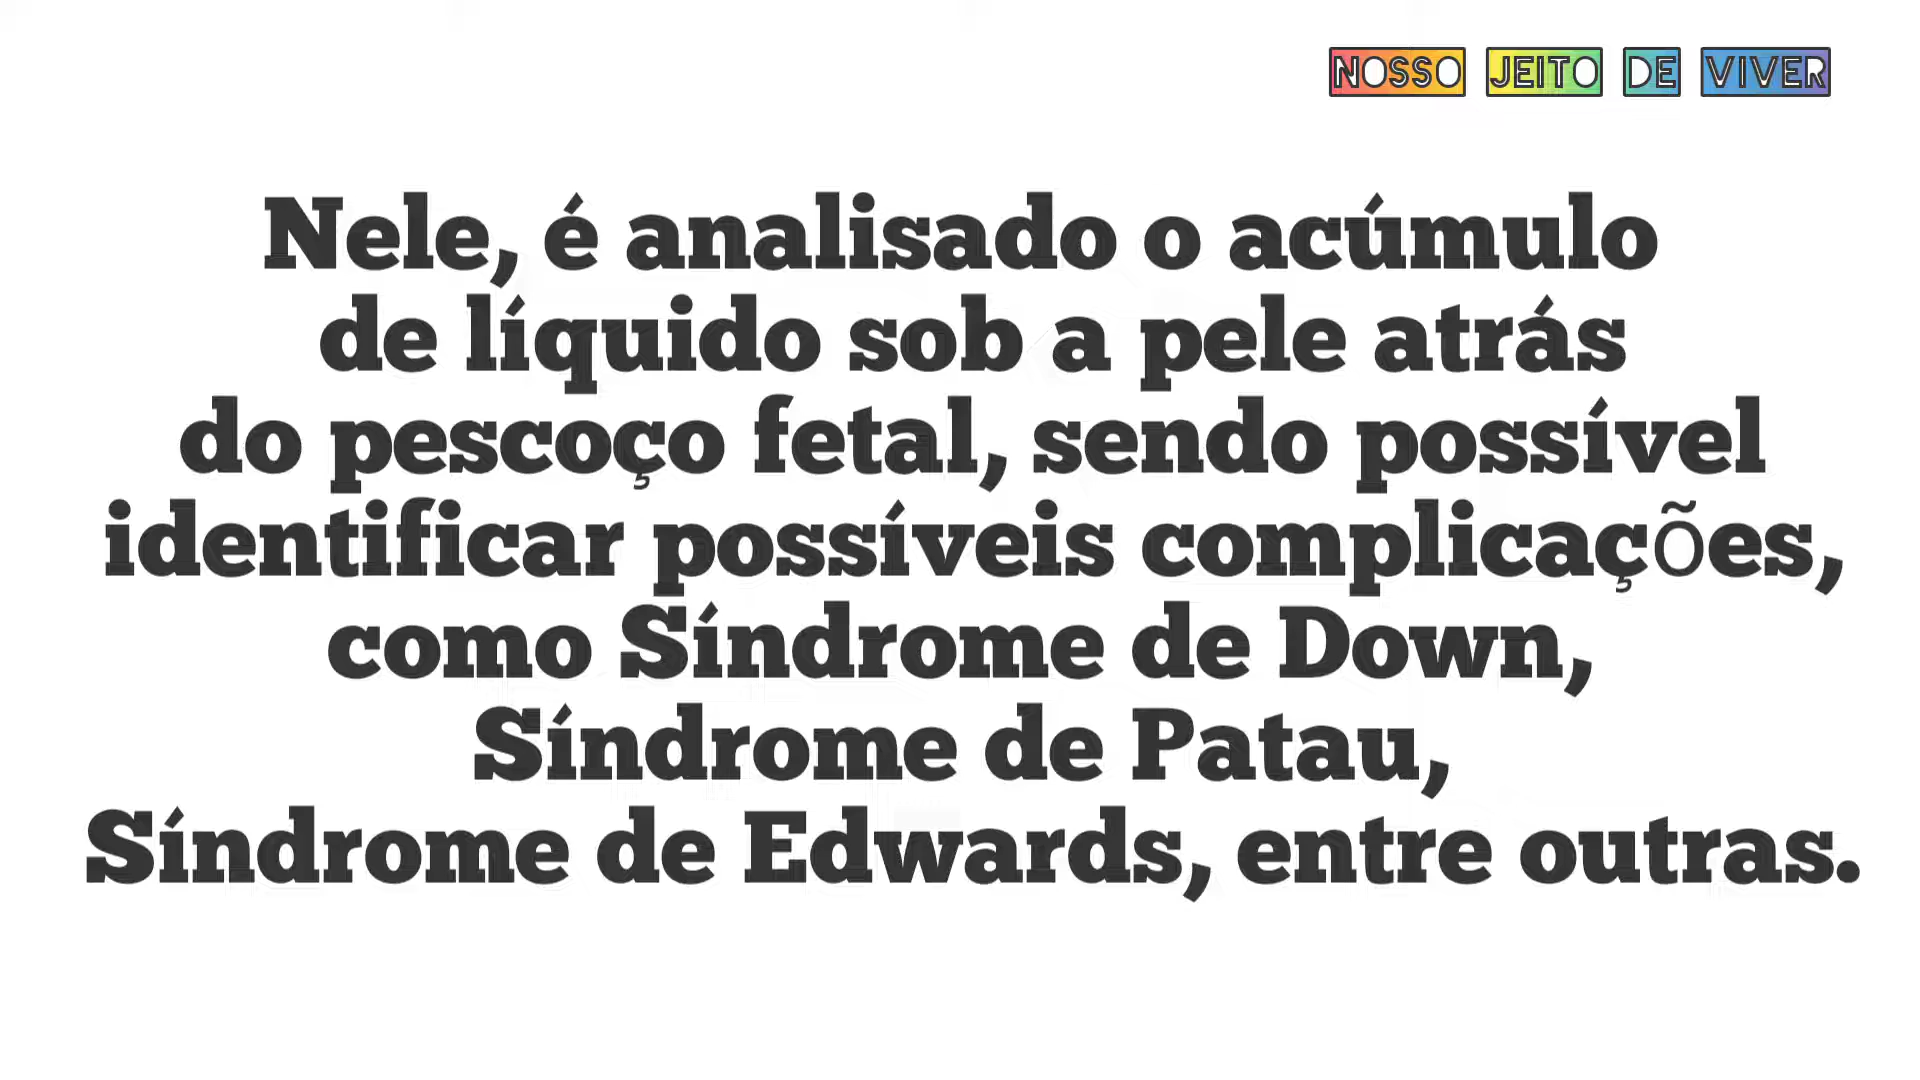 NOSSO JEITO DE VIVER
Nele, é analisado o acúmulo
de líquido sob a pele atrás
do pescoço fetal, sendo possível
identificar possíveis complicações,
como Síndrome de Down,
Síndrome de Patau,
Síndrome de Edwards, entre outras.